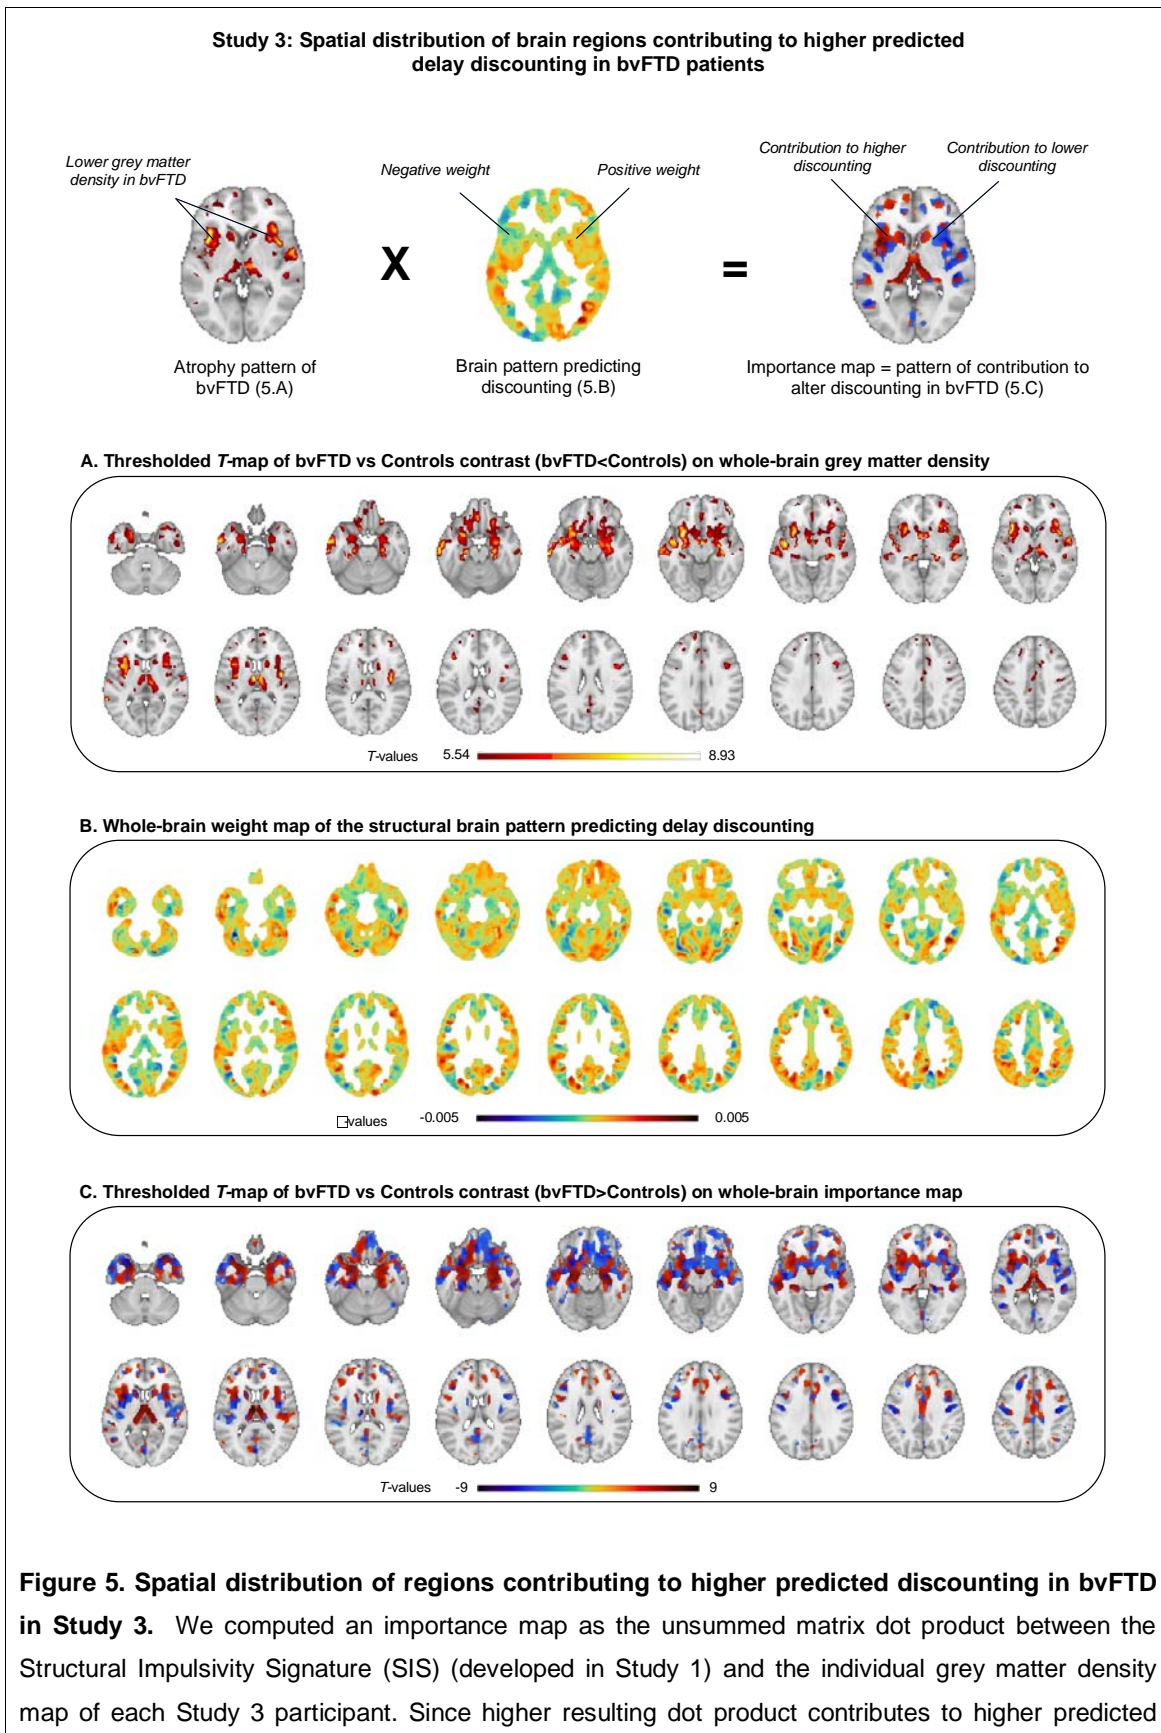 Study 3: Spatial distribution of brain regions contributing to higher predicted
delay discounting in bvFTD patients
Lower grey matter
density in bvFTD
Negative weight
Positive weight
Contribution to higher
discounting
Contribution to lower
discounting
X
=
Atrophy pattern of
bvFTD (5.A)
Brain pattern predicting
discounting (5.B)
Importance map = pattern of contribution to
alter discounting in bvFTD (5.C)
A. Thresholded T-map of bvFTD vs Controls contrast (bvFTD<Controls) on whole-brain grey matter density
T-values 5.54 8.93
B. Whole-brain weight map of the structural brain pattern predicting delay discounting
□-values -0.005 0.005
C. Thresholded T-map of bvFTD vs Controls contrast (bvFTD>Controls) on whole-brain importance map
T-values -9 9
Figure 5. Spatial distribution of regions contributing to higher predicted discounting in bvFTD
in Study 3. We computed an importance map as the unsummed matrix dot product between the
Structural Impulsivity Signature (SIS) (developed in Study 1) and the individual grey matter density
map of each Study 3 participant. Since higher resulting dot product contributes to higher predicted